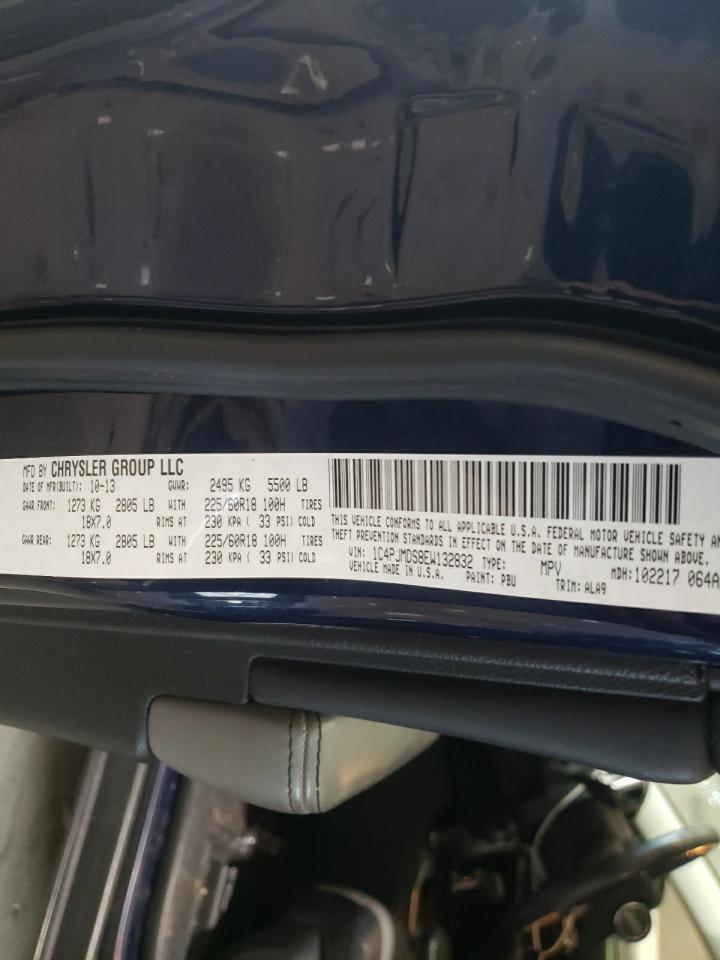 MFD BY CHRYSLER GROUP LLC
DATE OF MFR(BUILT): 10-13 GVWR: 2495 KG 5500 LB
GAWR FRONT: 1273 KG 2805 LB WITH 225/60R18 100H TIRES
18X7.0 RIMS AT 230 KPA ( 33 PSI) COLD
GAWR REAR: 1273 KG 2805 LB WITH 225/60R18 100H TIRES
18X7.0 RIMS AT 230 KPA ( 33 PSI) COLD
THIS VEHICLE CONFORMS TO ALL APPLICABLE U.S.A. FEDERAL MOTOR VEHICLE SAFETY AN
THEFT PREVENTION STANDARDS IN EFFECT ON THE DATE OF MANUFACTURE SHOWN ABOVE.
VIN: 1C4PJMDS8EW132832 TYPE: MPV MDH:102217 064A
VEHICLE MADE IN U.S.A. PAINT: PBU TRIM: ALA9